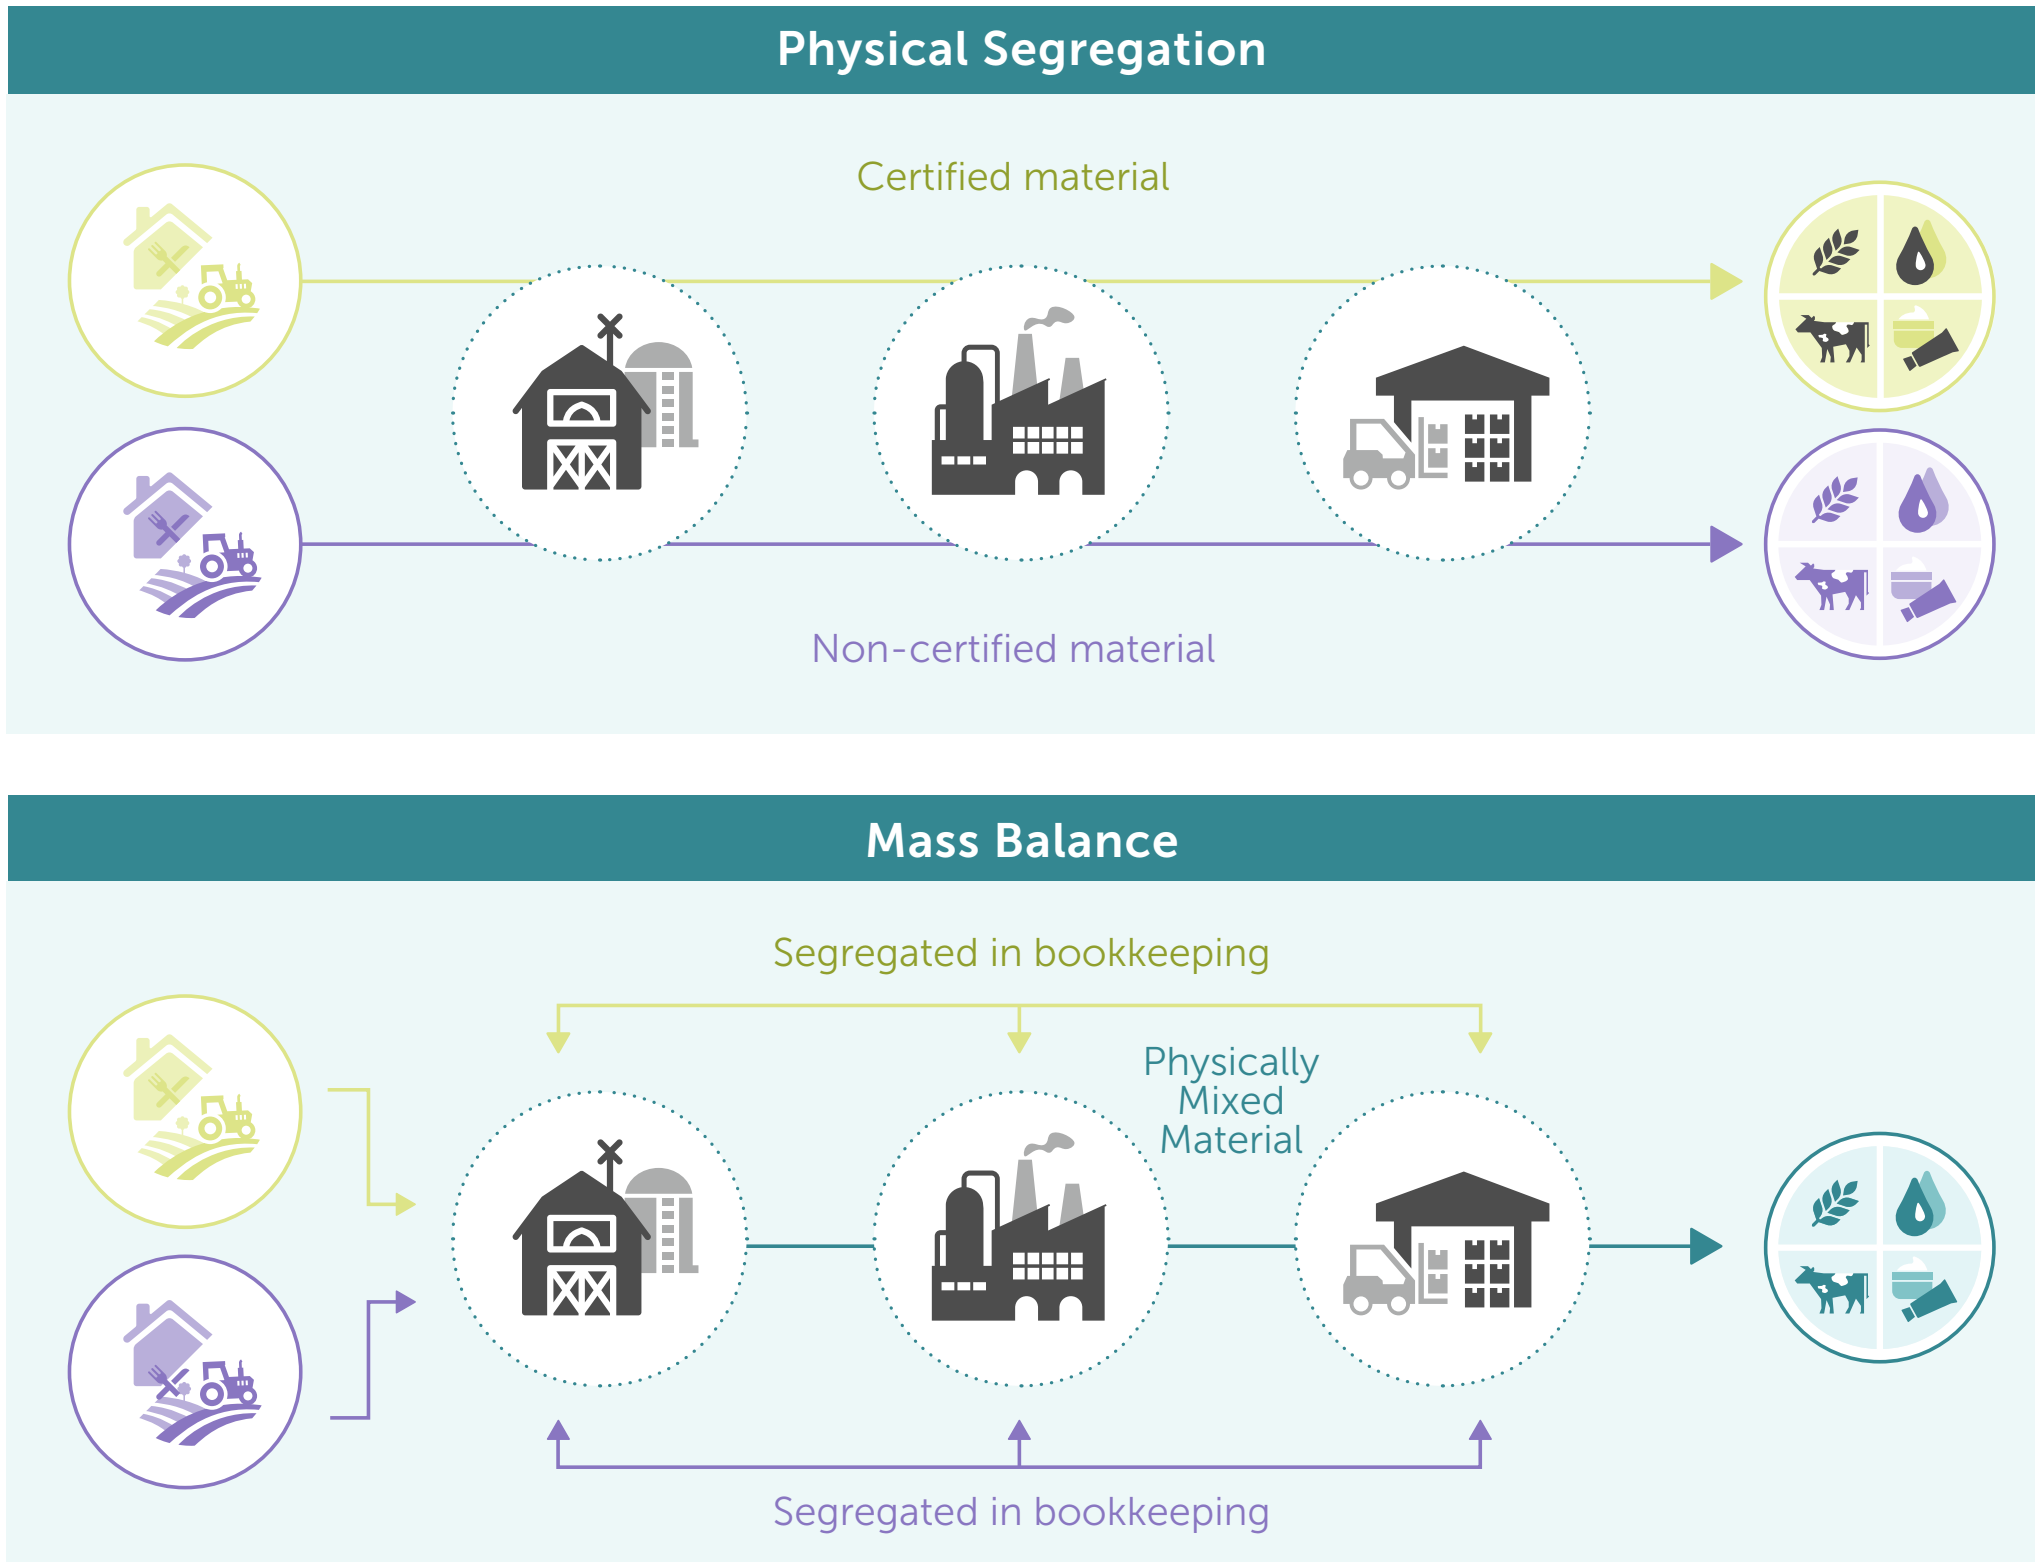 Physical Segregation
Certified material
Non-certified material
Mass Balance
Segregated in bookkeeping
Physically
Mixed
Material
Segregated in bookkeeping